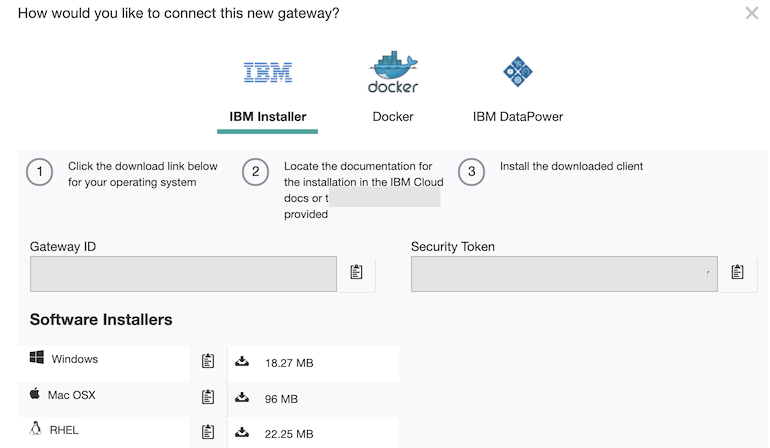 How would you like to connect this new gateway?
IBM
docker
IBM Installer
Docker
IBM DataPower
1
Click the download link below
for your operating system
2
Locate the documentation for
the installation in the IBM Cloud
docs or
provided
3
Install the downloaded client
Gateway ID
Security Token
Software Installers
Windows
18.27 MB
Mac OSX
96 MB
RHEL
22.25 MB